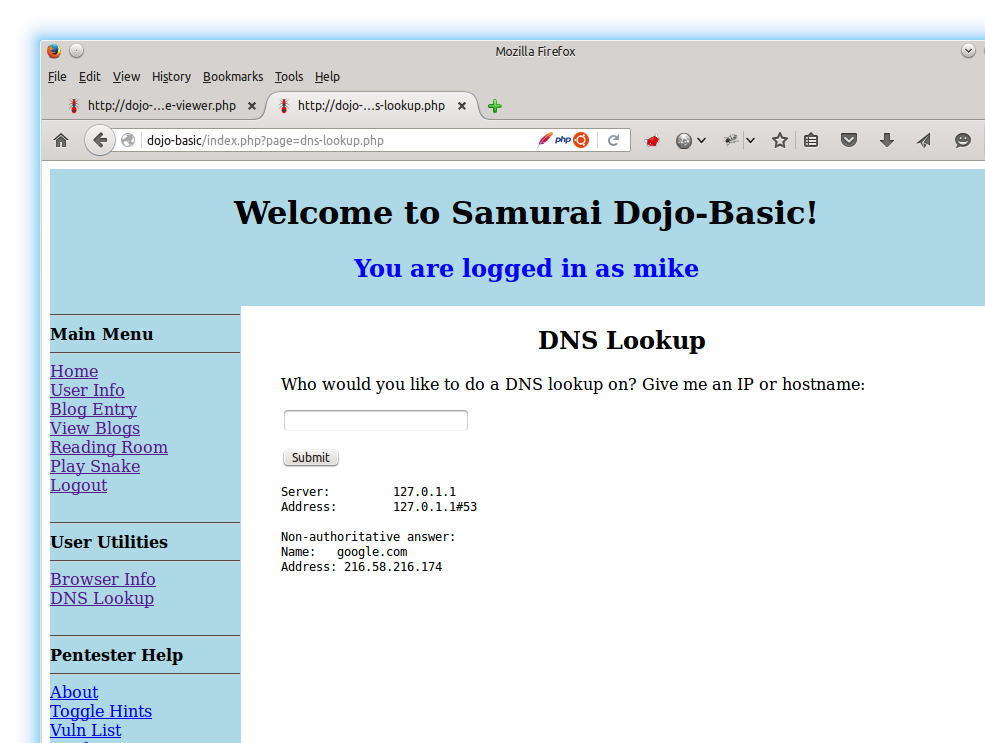 Mozilla Firefox
File Edit View History Bookmarks Tools Help
http://dojo-...e-viewer.php
http://dojo-...s-lookup.php
dojo-basic/index.php?page=dns-lookup.php
php
Welcome to Samurai Dojo-Basic!
You are logged in as mike
Main Menu
Home
User Info
Blog Entry
View Blogs
Reading Room
Play Snake
Logout
User Utilities
Browser Info
DNS Lookup
Pentester Help
About
Toggle Hints
Vuln List
DNS Lookup
Who would you like to do a DNS lookup on? Give me an IP or hostname:
Submit
Server: 127.0.1.1
Address: 127.0.1.1#53
Non-authoritative answer:
Name: google.com
Address: 216.58.216.174